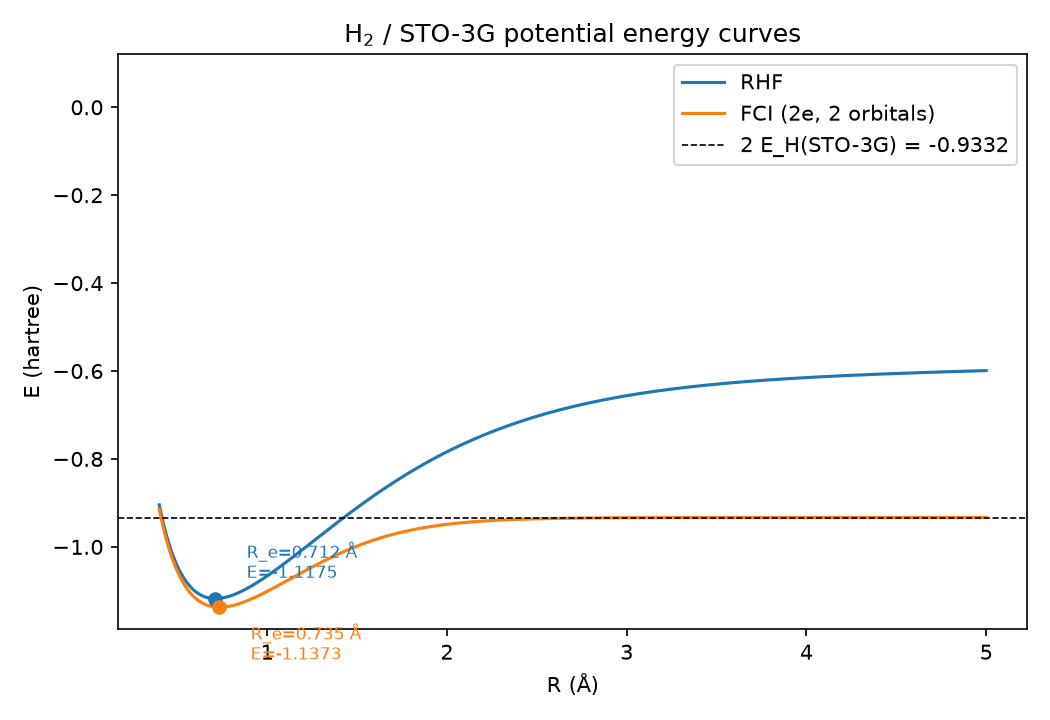 H₂ / STO-3G potential energy curves
RHF
FCI (2e, 2 orbitals)
2 E_H(STO-3G) = -0.9332
E (hartree)
0.0
−0.2
−0.4
−0.6
−0.8
−1.0
R_e=0.712 Å
E=-1.1175
R_e=0.735 Å
E=-1.1373
1 2 3 4 5
R (Å)